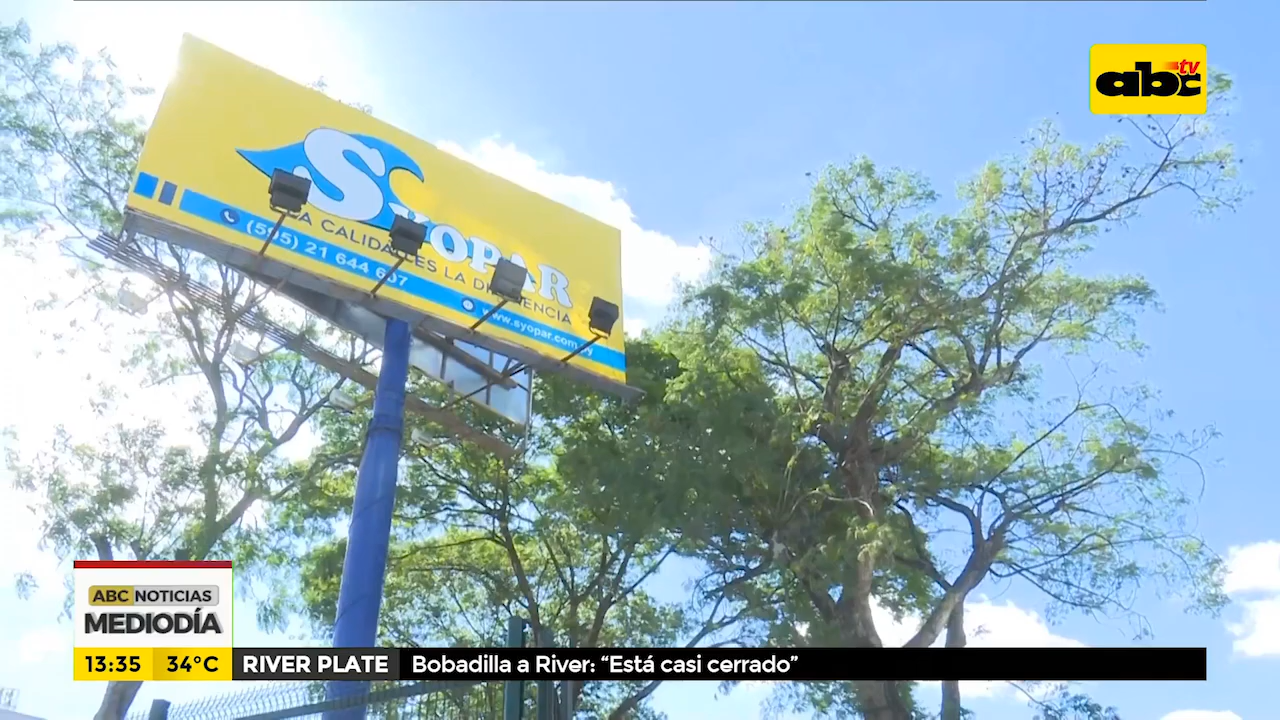 abc tv
SYOPAR
LA CALIDAD ES LA DIFERENCIA
(595) 21 644 607
www.syopar.com.py
ABC NOTICIAS
MEDIODÍA
13:35 34°C RIVER PLATE Bobadilla a River: “Está casi cerrado”